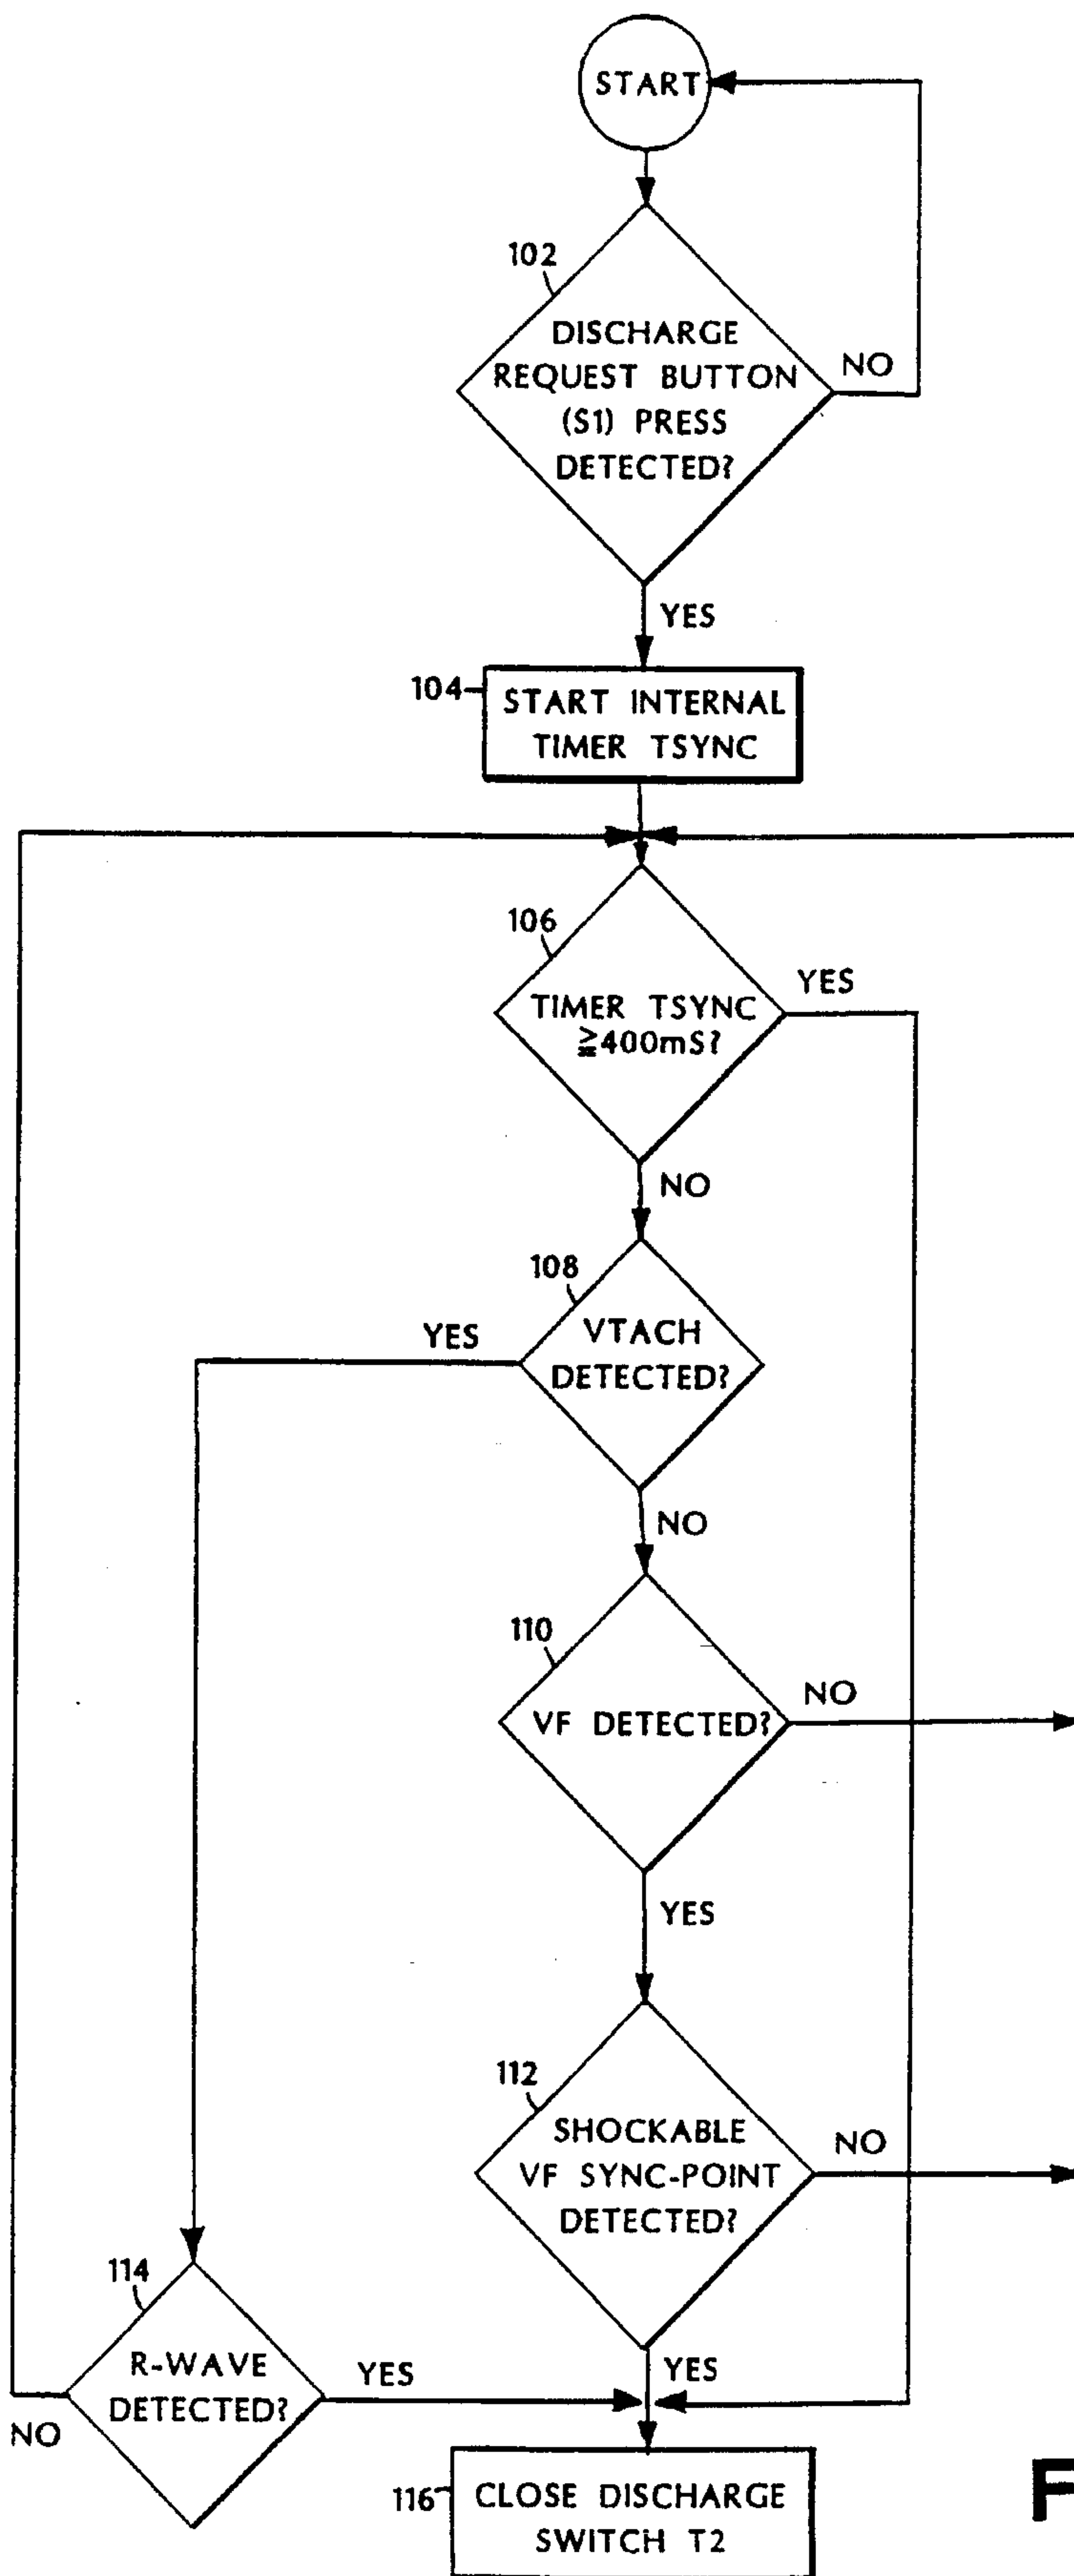 START
102
DISCHARGE
REQUEST BUTTON
(S1) PRESS
DETECTED?
NO
YES
104
START INTERNAL
TIMER TSYNC
106
TIMER TSYNC
≧400mS?
YES
NO
108
VTACH
DETECTED?
YES
NO
110
VF DETECTED?
NO
YES
112
SHOCKABLE
VF SYNC-POINT
DETECTED?
NO
YES
114
R-WAVE
DETECTED?
YES
NO
116
CLOSE DISCHARGE
SWITCH T2
F